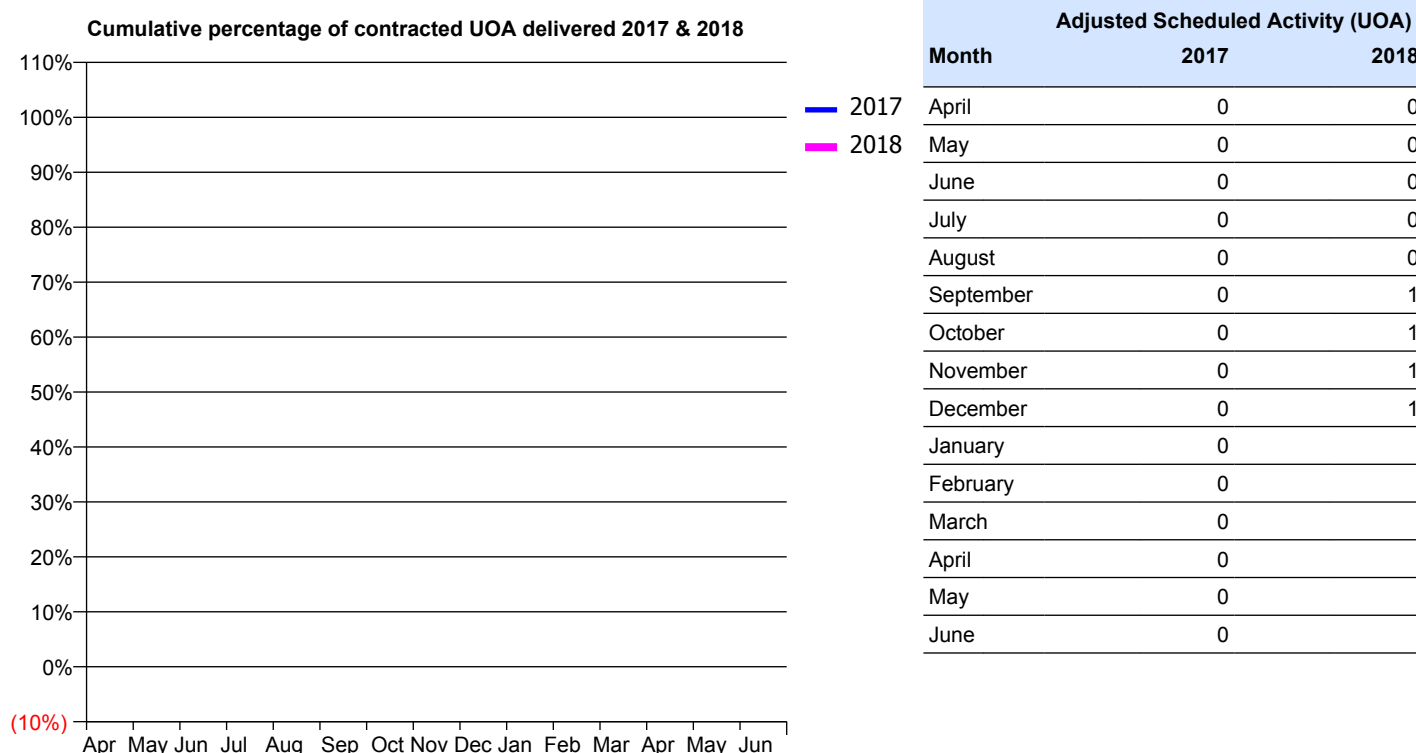 Cumulative percentage of contracted UOA delivered 2017 & 2018
110%
100%
90%
80%
70%
60%
50%
40%
30%
20%
10%
0%
(10%)
Apr May Jun Jul Aug Sep Oct Nov Dec Jan Feb Mar Apr May Jun
2017
2018
Adjusted Scheduled Activity (UOA)
Month 2017 2018
April 0 0
May 0 0
June 0 0
July 0 0
August 0 0
September 0 1
October 0 1
November 0 1
December 0 1
January 0
February 0
March 0
April 0
May 0
June 0